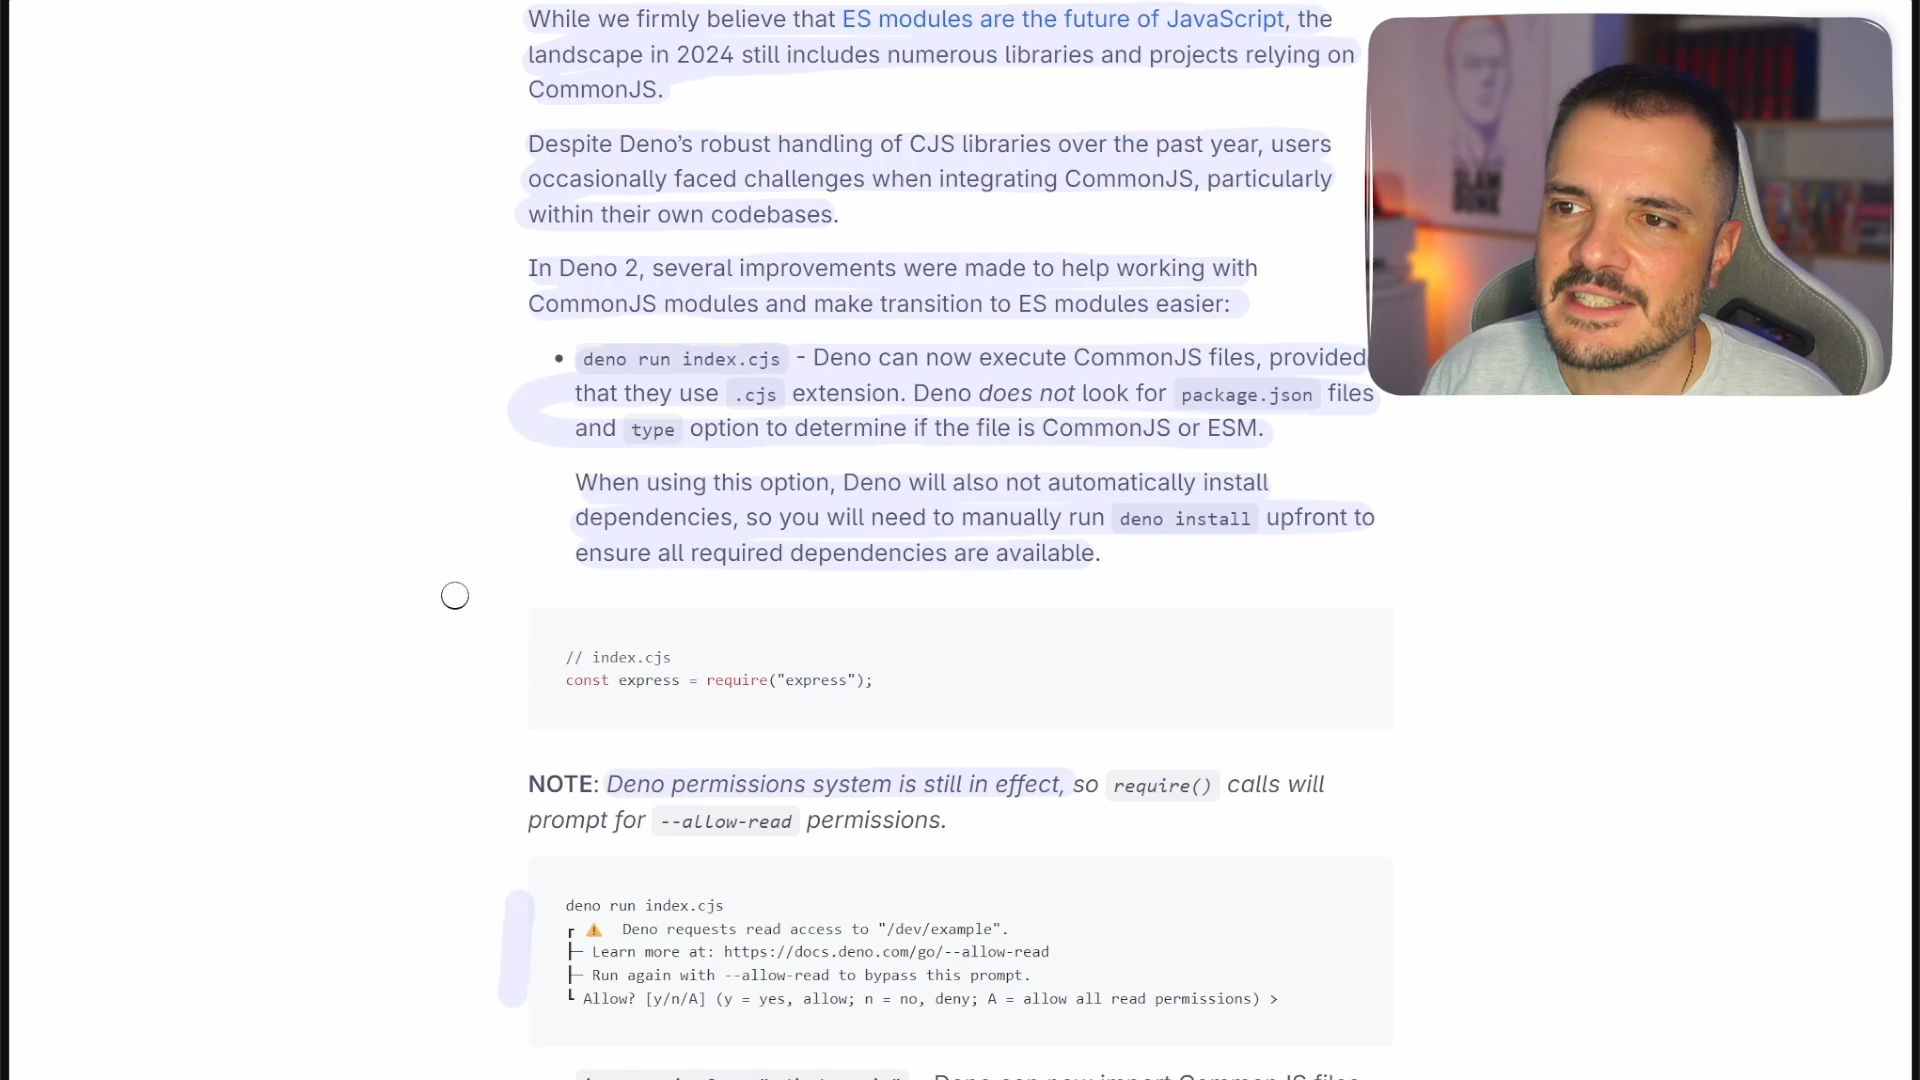 While we firmly believe that ES modules are the future of JavaScript, the
landscape in 2024 still includes numerous libraries and projects relying on
CommonJS.
Despite Deno’s robust handling of CJS libraries over the past year, users
occasionally faced challenges when integrating CommonJS, particularly
within their own codebases.
In Deno 2, several improvements were made to help working with
CommonJS modules and make transition to ES modules easier:
• deno run index.cjs - Deno can now execute CommonJS files, provided
that they use .cjs extension. Deno does not look for package.json files
and type option to determine if the file is CommonJS or ESM.
When using this option, Deno will also not automatically install
dependencies, so you will need to manually run deno install upfront to
ensure all required dependencies are available.
// index.cjs
const express = require("express");
NOTE: Deno permissions system is still in effect, so require() calls will
prompt for --allow-read permissions.
deno run index.cjs
┏ ⚠️ Deno requests read access to "/dev/example".
┠─ Learn more at: https://docs.deno.com/go/--allow-read
┠─ Run again with --allow-read to bypass this prompt.
┗ Allow? [y/n/A] (y = yes, allow; n = no, deny; A = allow all read permissions) >
Deno can now import CommonJS files
SLAM
DUNK